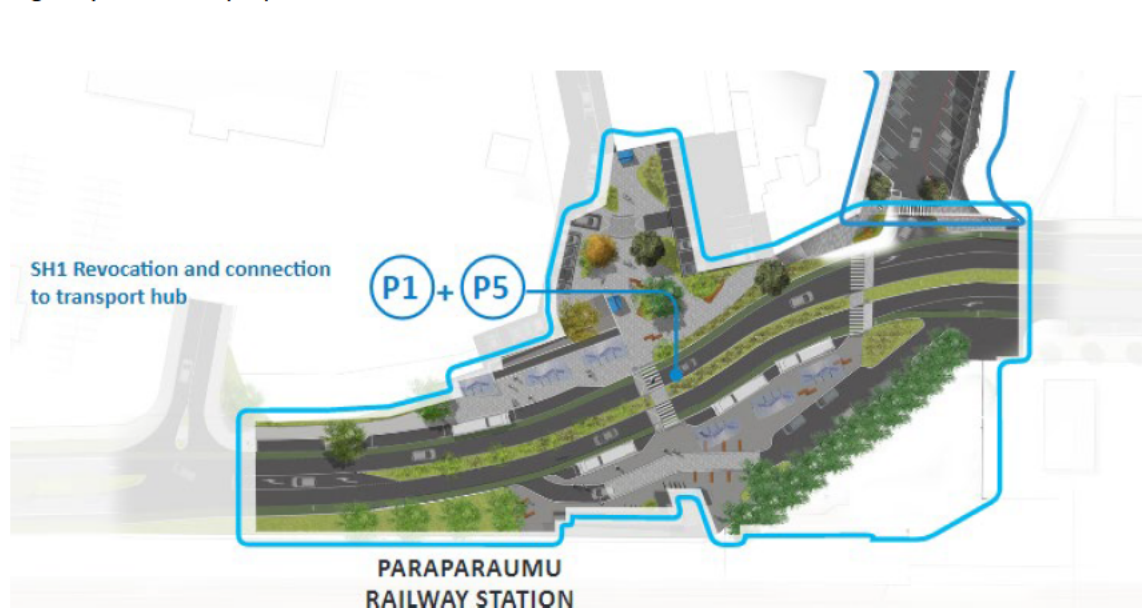 SH1 Revocation and connection
to transport hub
P1 + P5
PARAPARAUMU
RAILWAY STATION